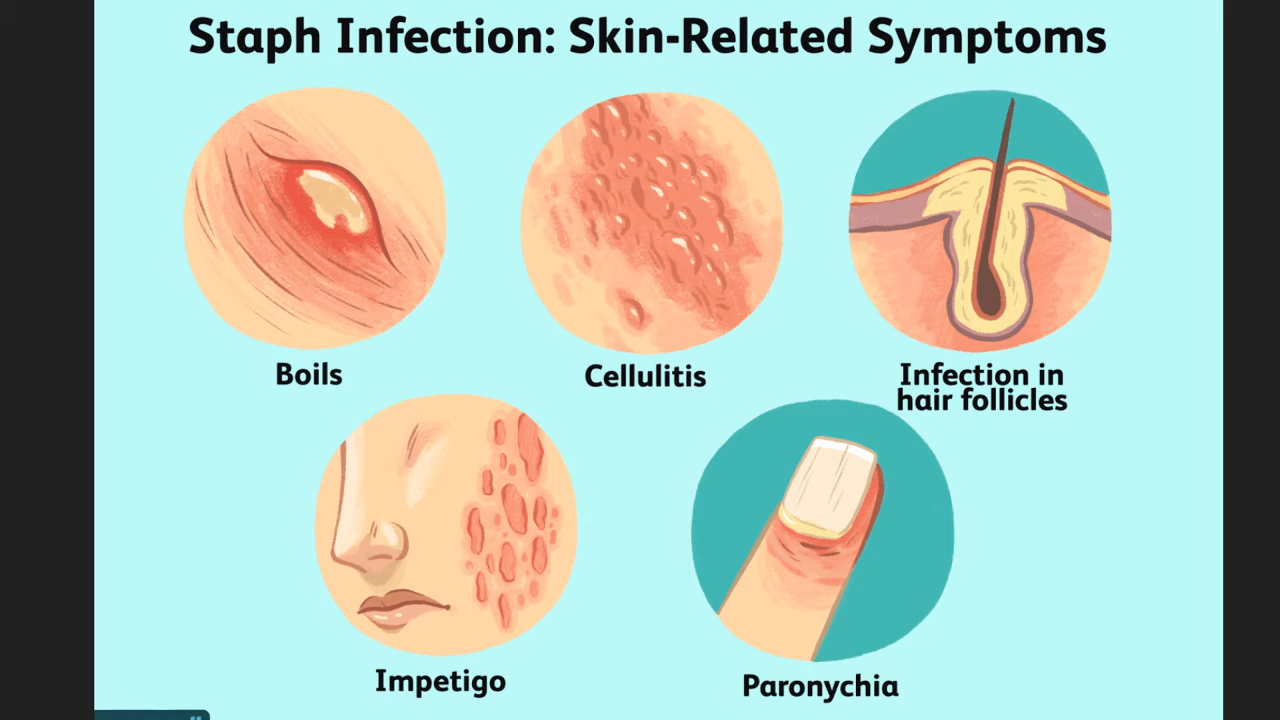 Staph Infection: Skin-Related Symptoms
Boils
Cellulitis
Infection in
hair follicles
Impetigo
Paronychia